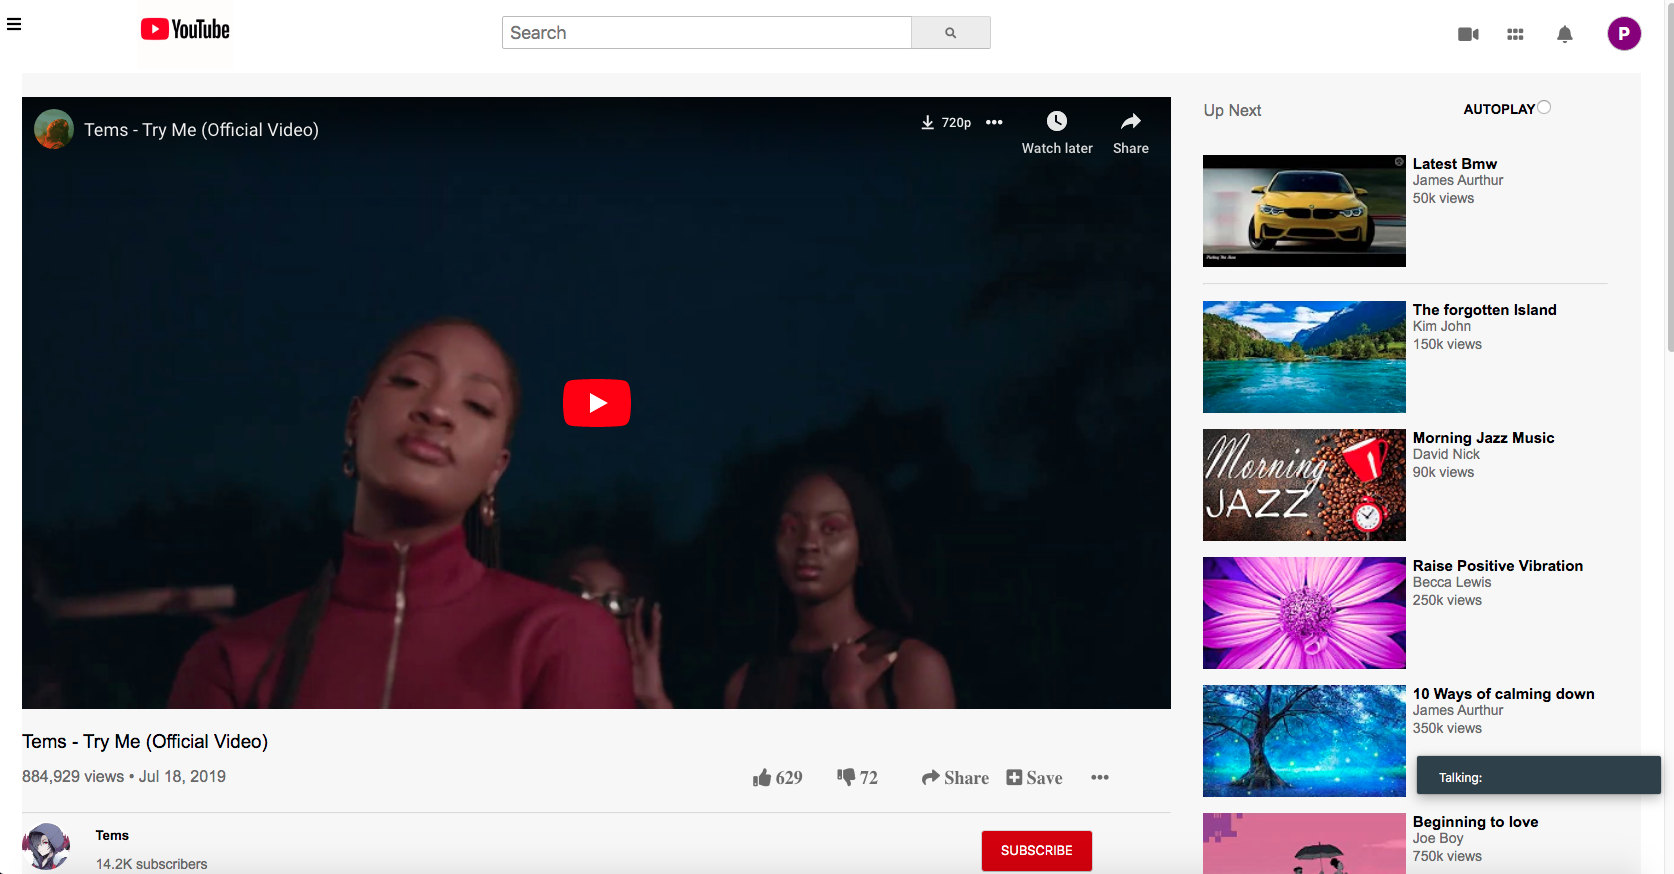 YouTube
Search
P
Tems - Try Me (Official Video)
720p
Watch later
Share
Up Next
AUTOPLAY
Latest Bmw
James Aurthur
50k views
The forgotten Island
Kim John
150k views
Morning
JAZZ
Morning Jazz Music
David Nick
90k views
Raise Positive Vibration
Becca Lewis
250k views
10 Ways of calming down
James Aurthur
350k views
Talking:
Beginning to love
Joe Boy
750k views
Tems - Try Me (Official Video)
884,929 views • Jul 18, 2019
629
72
Share
Save
Tems
14.2K subscribers
SUBSCRIBE